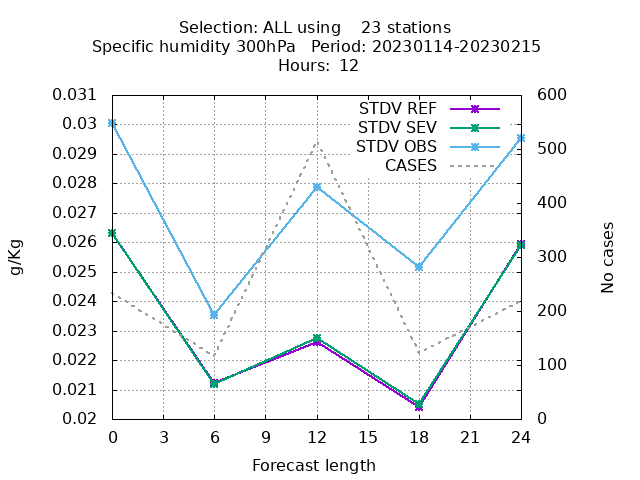 Selection: ALL using    23 stations
Specific humidity 300hPa   Period: 20230114-20230215
Hours:  12
STDV REF
STDV SEV
STDV OBS
CASES
0.031
0.03
0.029
0.028
0.027
0.026
0.025
0.024
0.023
0.022
0.021
0.02
g/Kg
600
500
400
300
200
100
0
No cases
0 3 6 9 12 15 18 21 24
Forecast length